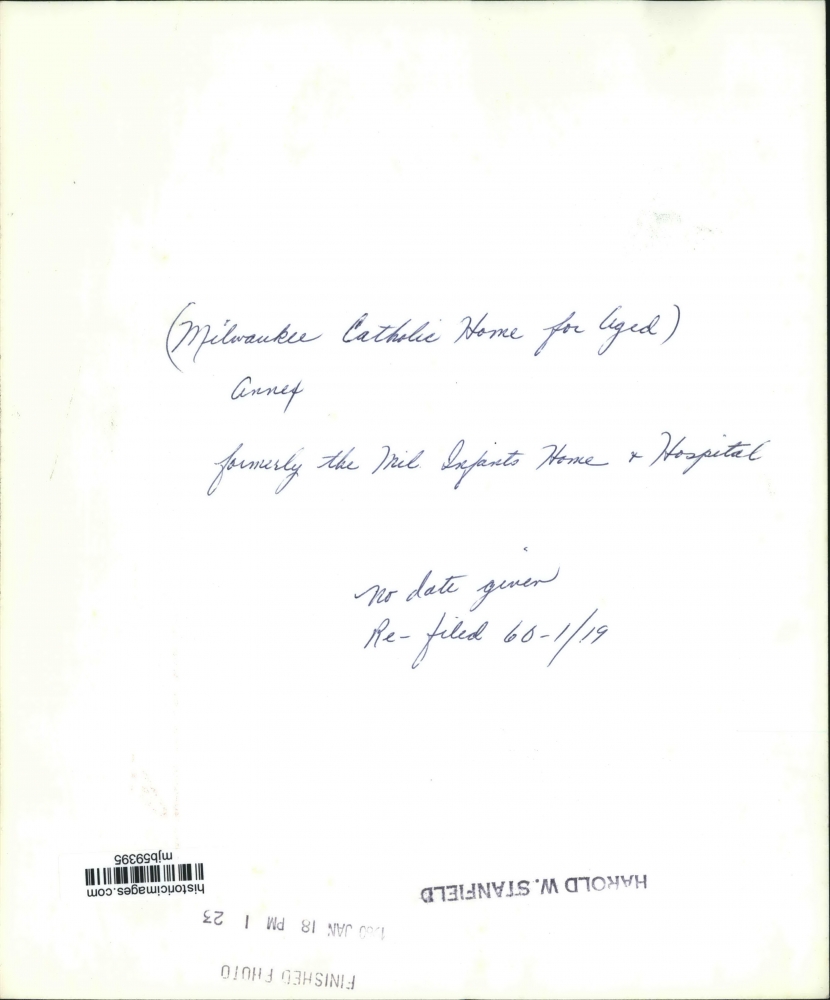 (Milwaukee Catholic Home for Aged)
Annex
formerly the Mil Infants Home + Hospital
no date given
Re-filed 60-1/19
mjb599395
historicimages.com
HAROLD W. STANFIELD
JAN 18 PM 1 23
FINISHED PHOTO